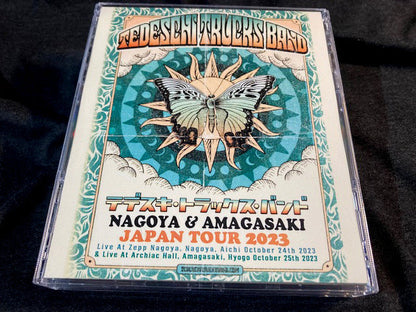 TEDESCHI TRUCKS BAND
テデスキ・トラックス・バンド
NAGOYA & AMAGASAKI
JAPAN TOUR 2023
Live At Zepp Nagoya, Nagoya, Aichi October 24th 2023
& Live At Archiac Hall, Amagasaki, Hyogo October 25th 2023